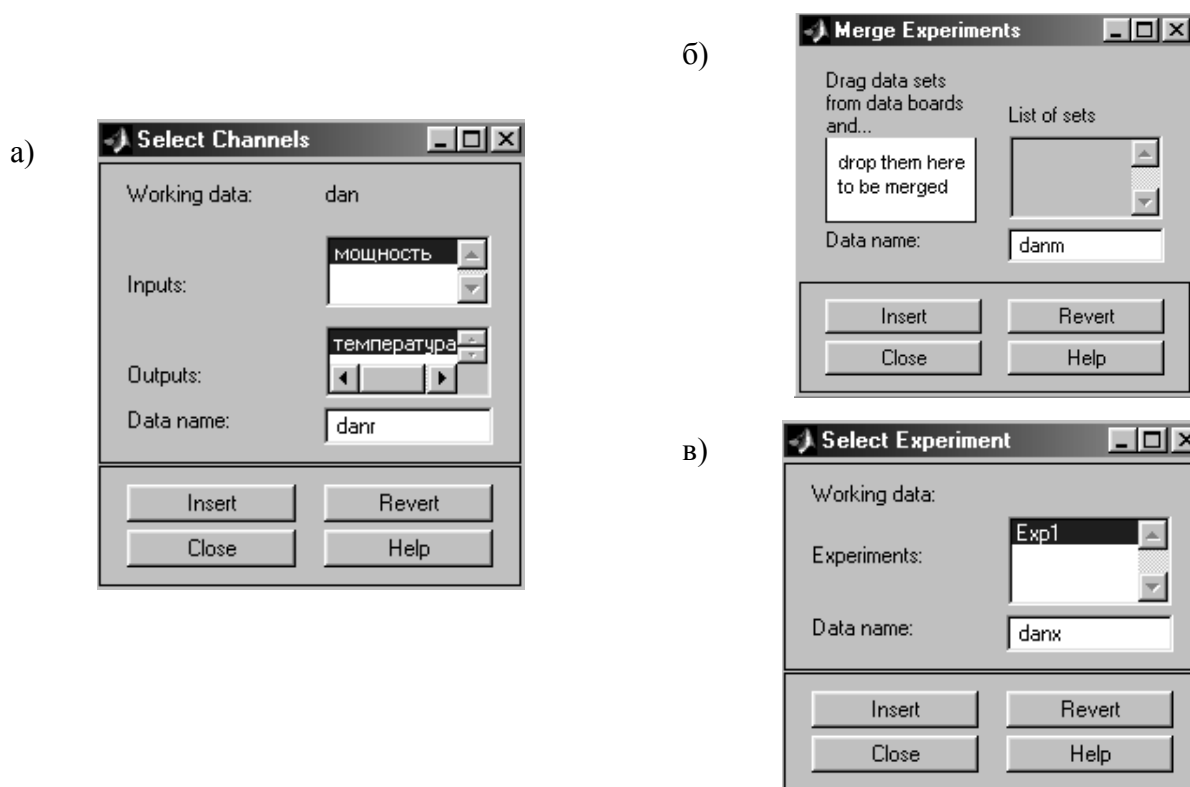 а)
Select Channels
Working data: dan
мощность
Inputs:
температура
Outputs:
Data name: danr
Insert Revert
Close Help
б)
Merge Experiments
Drag data sets
from data boards
and...
List of sets
drop them here
to be merged
Data name: danm
Insert Revert
Close Help
в)
Select Experiment
Working data:
Exp1
Experiments:
Data name: danx
Insert Revert
Close Help